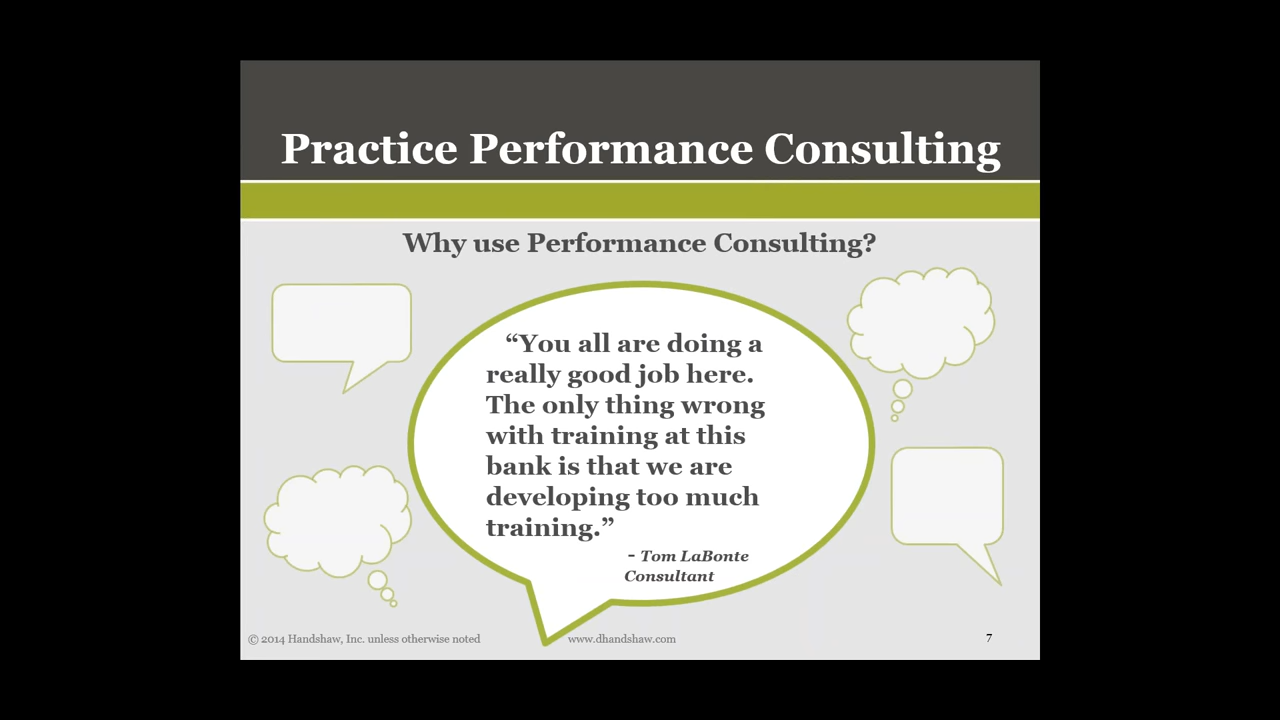 Practice Performance Consulting
Why use Performance Consulting?
“You all are doing a
really good job here.
The only thing wrong
with training at this
bank is that we are
developing too much
training.”
- Tom LaBonte
Consultant
© 2014 Handshaw, Inc. unless otherwise noted
www.dhandshaw.com
7